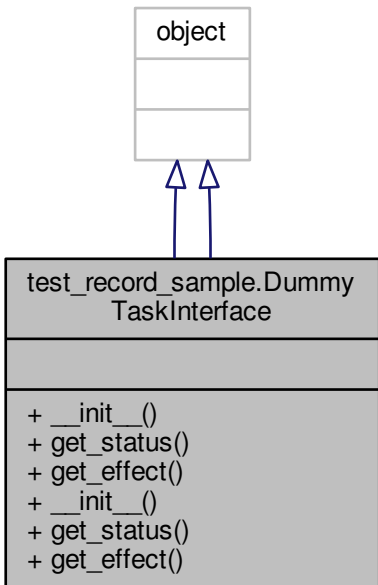 object
test_record_sample.Dummy
TaskInterface
+ __init__()
+ get_status()
+ get_effect()
+ __init__()
+ get_status()
+ get_effect()